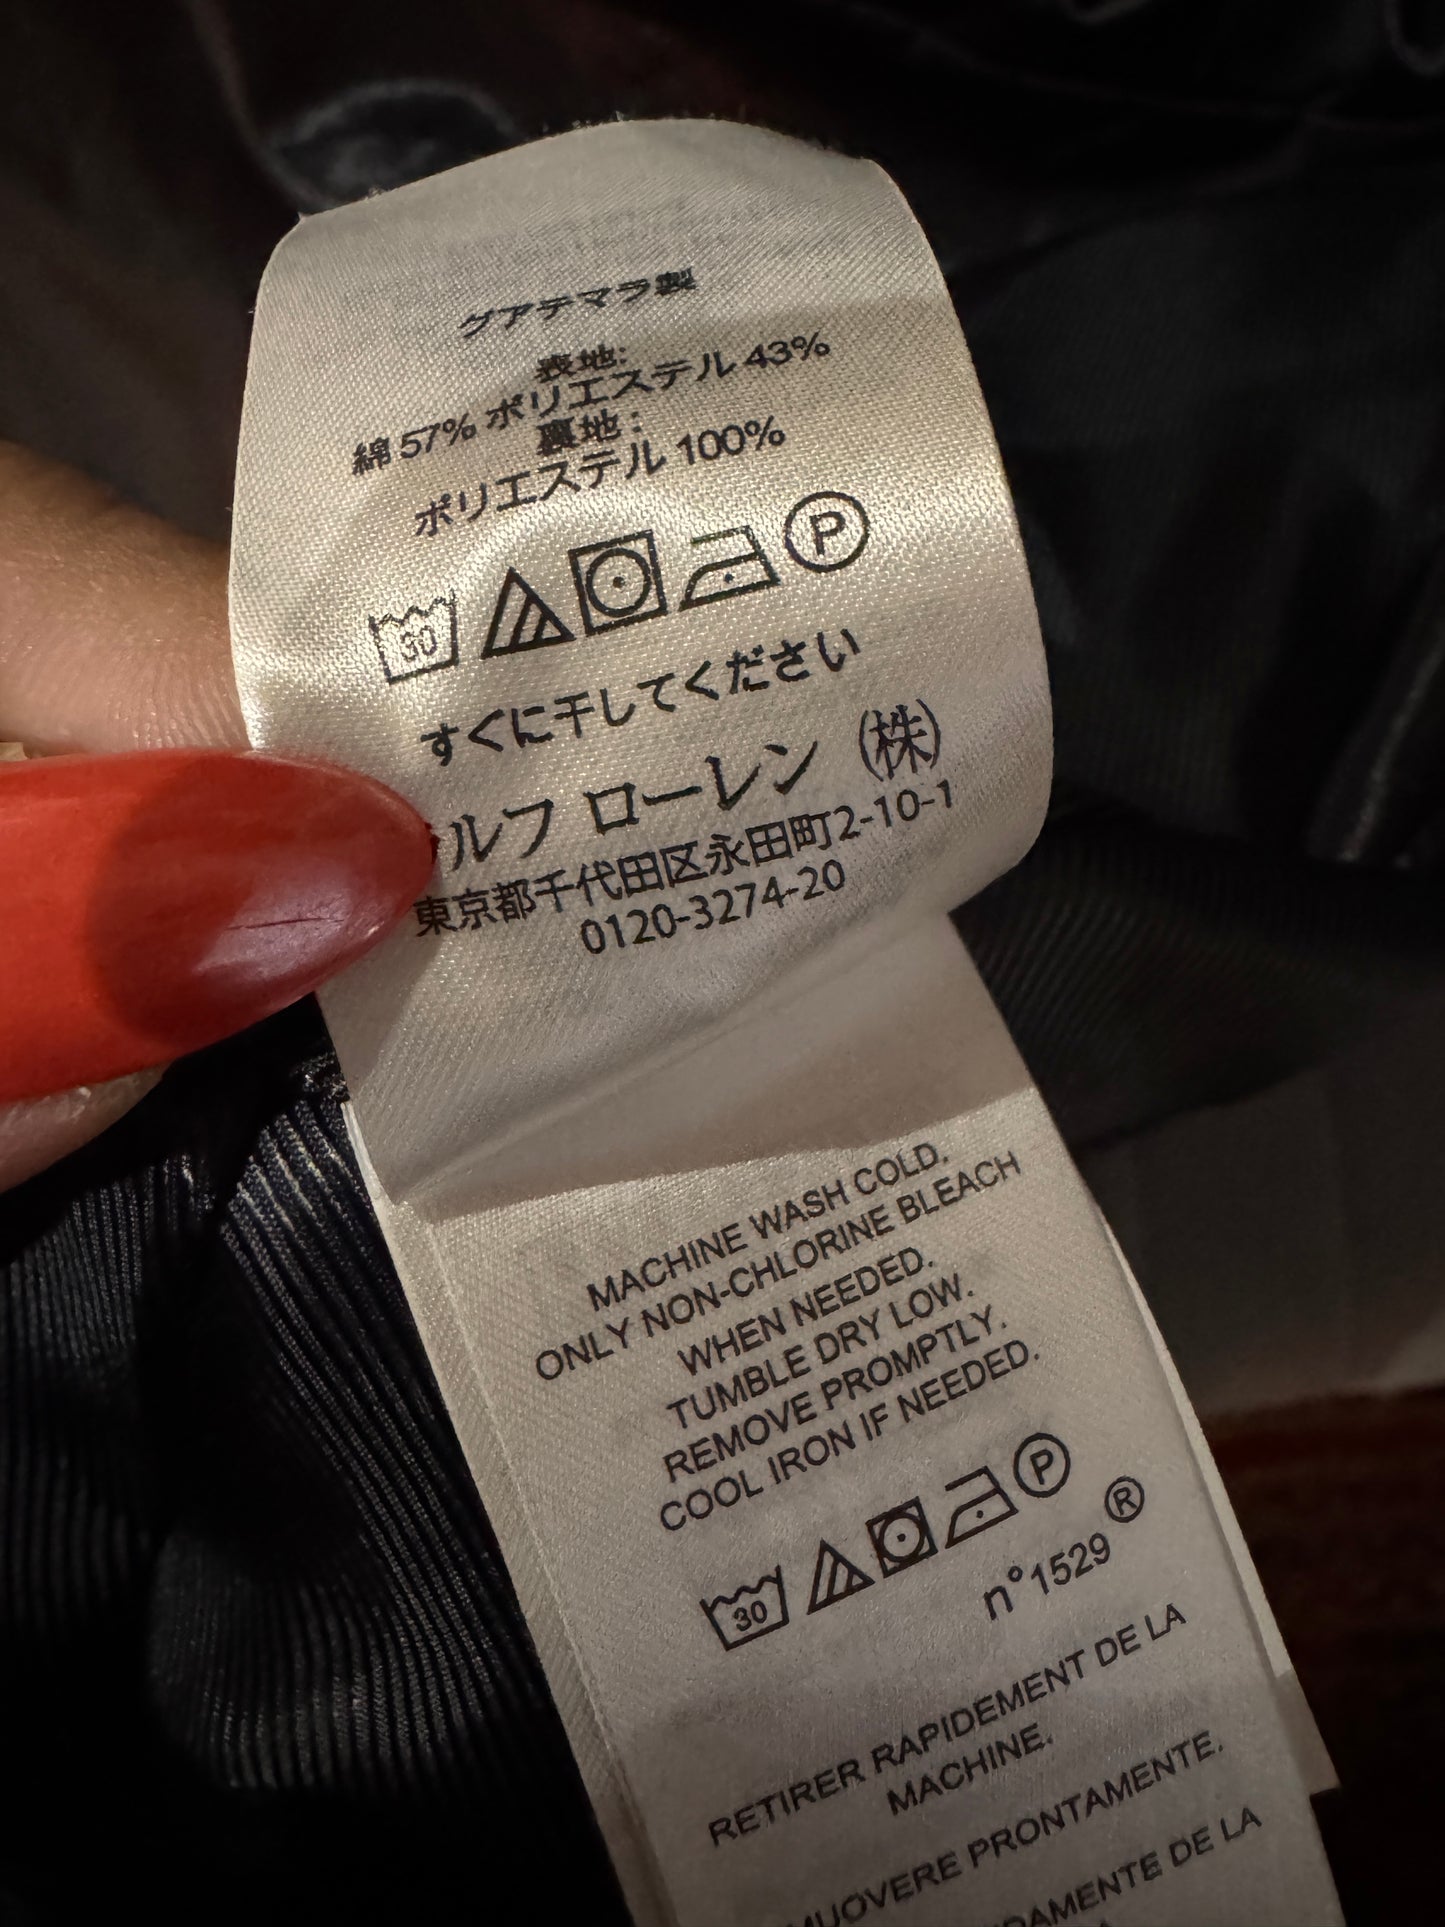 グアテマラ製
表地:
綿 57% ポリエステル 43%
裏地 :
ポリエステル 100%
30 P
すぐに干してください
ルフ ローレン (株)
東京都千代田区永田町2-10-1
0120-3274-20
MACHINE WASH COLD.
ONLY NON-CHLORINE BLEACH
WHEN NEEDED.
TUMBLE DRY LOW.
REMOVE PROMPTLY.
COOL IRON IF NEEDED.
30 P
n°1529 ®
RETIRER RAPIDEMENT DE LA
MACHINE.
PRONTAMENTE.
DE LA